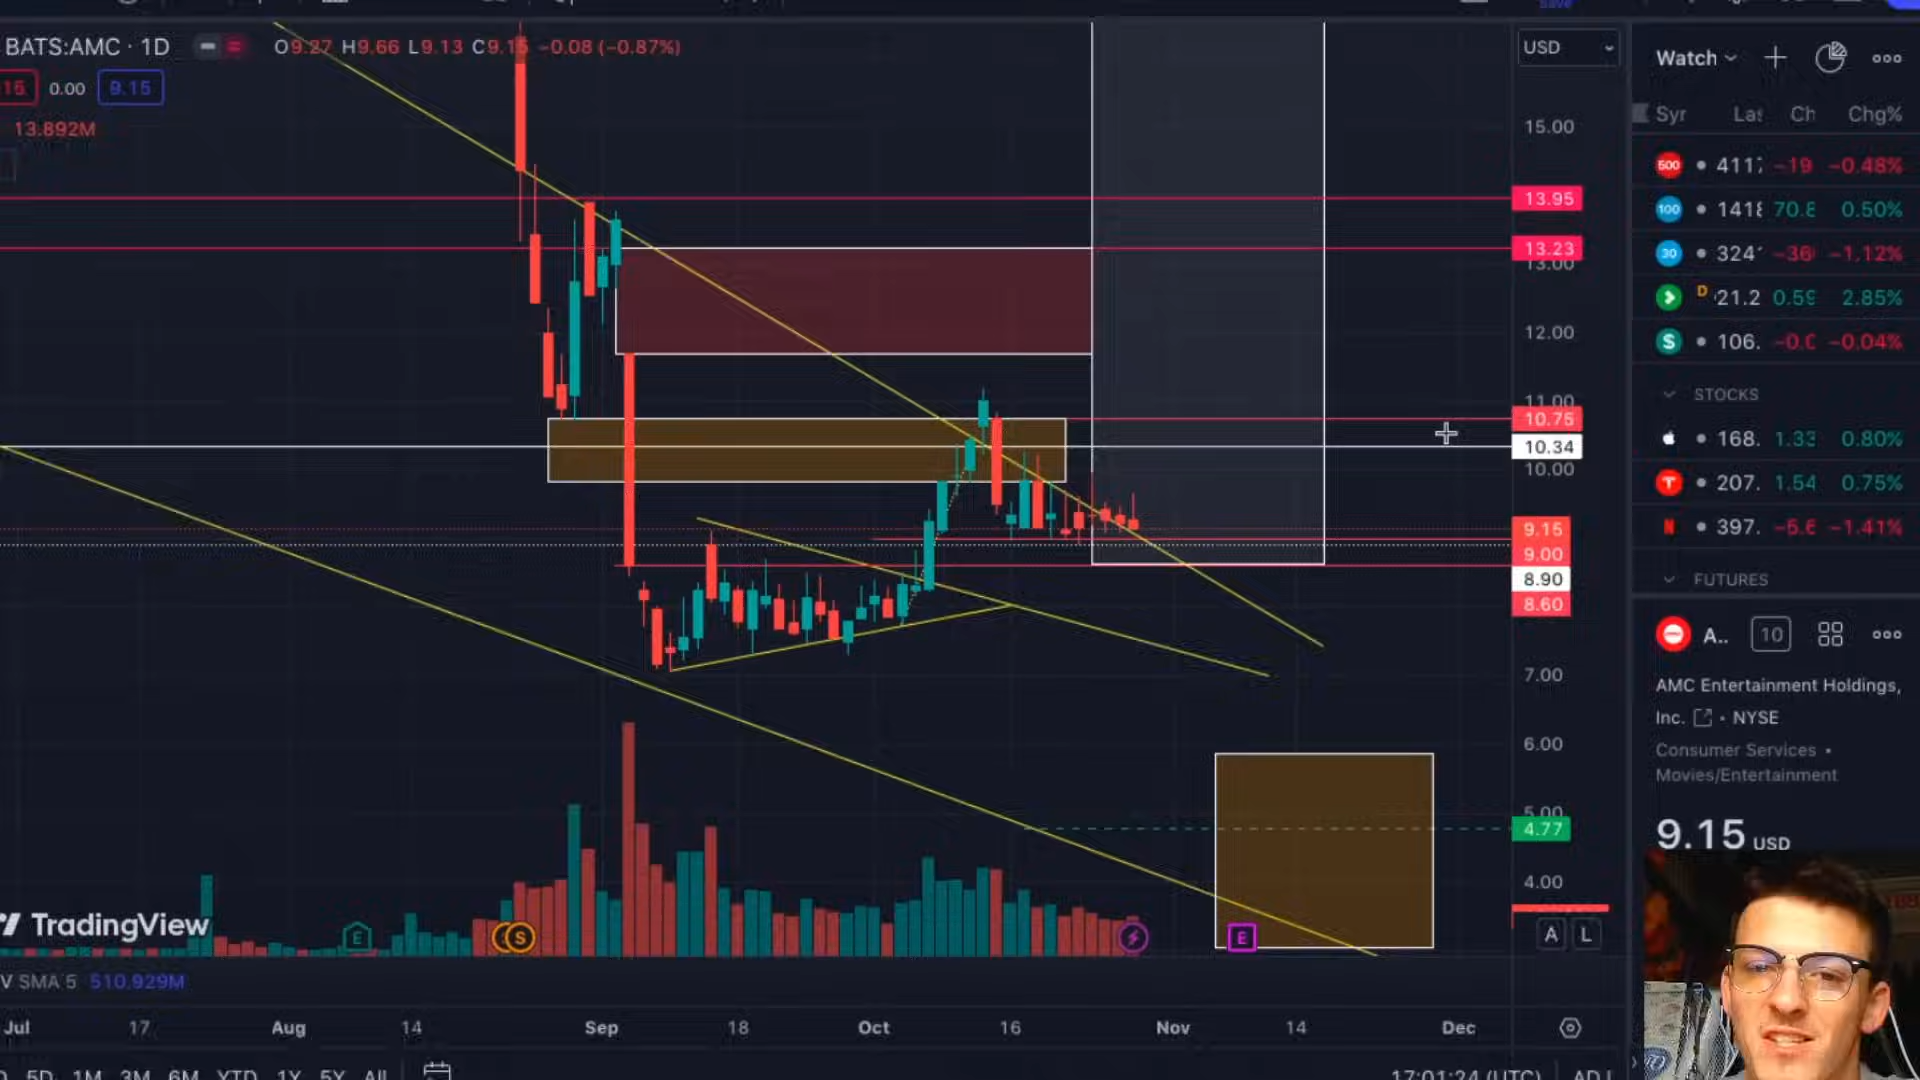 Save
BATS:AMC · 1D
O9.27 H9.66 L9.13 C9.15 −0.08 (−0.87%)
15 0.00 9.15
13.892M
USD
15.00
13.95
13.23
13.00
12.00
11.00
10.75
10.34
10.00
9.15
9.00
8.90
8.60
7.00
6.00
5.00
4.77
4.00
A L
Watch
Syr Las Ch Chg%
500 4117 −19 −0.48%
100 1418 70.8 0.50%
30 324 −36 −1.12%
D 21.2 0.59 2.85%
S 106. −0.0 −0.04%
STOCKS
168. 1.33 0.80%
T 207. 1.54 0.75%
N 397. −5.6 −1.41%
FUTURES
A.. 10
AMC Entertainment Holdings,
Inc. • NYSE
Consumer Services •
Movies/Entertainment
9.15 USD
E S E
TradingView
SMA 5 510.929M
Jul 17 Aug 14 Sep 18 Oct 16 Nov 14 Dec
5D 1M 3M 6M YTD 1Y 5Y All
17:01:24 (UTC) ADJ